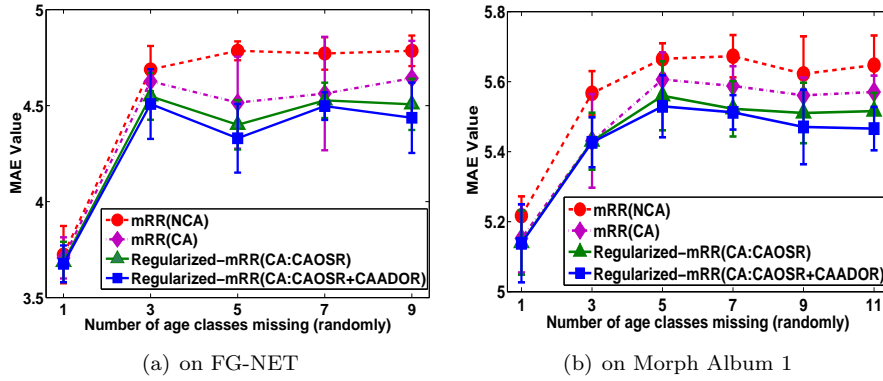 5
4.5
4
3.5
MAE Value
mRR(NCA)
mRR(CA)
Regularized-mRR(CA:CAOSR)
Regularized-mRR(CA:CAOSR+CAADOR)
1 3 5 7 9
Number of age classes missing (randomly)
(a) on FG-NET
5.8
5.6
5.4
5.2
5
MAE Value
mRR(NCA)
mRR(CA)
Regularized-mRR(CA:CAOSR)
Regularized-mRR(CA:CAOSR+CAADOR)
1 3 5 7 9 11
Number of age classes missing (randomly)
(b) on Morph Album 1